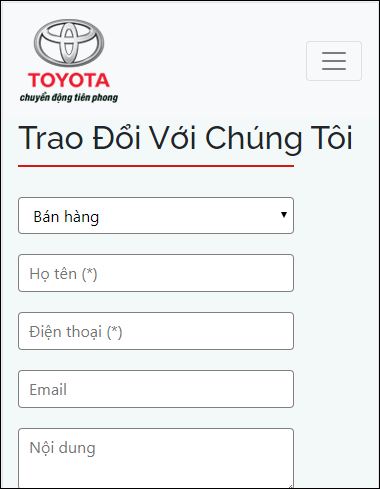 TOYOTA
chuyển động tiên phong
Trao Đổi Với Chúng Tôi
Bán hàng
Họ tên (*)
Điện thoại (*)
Email
Nội dung